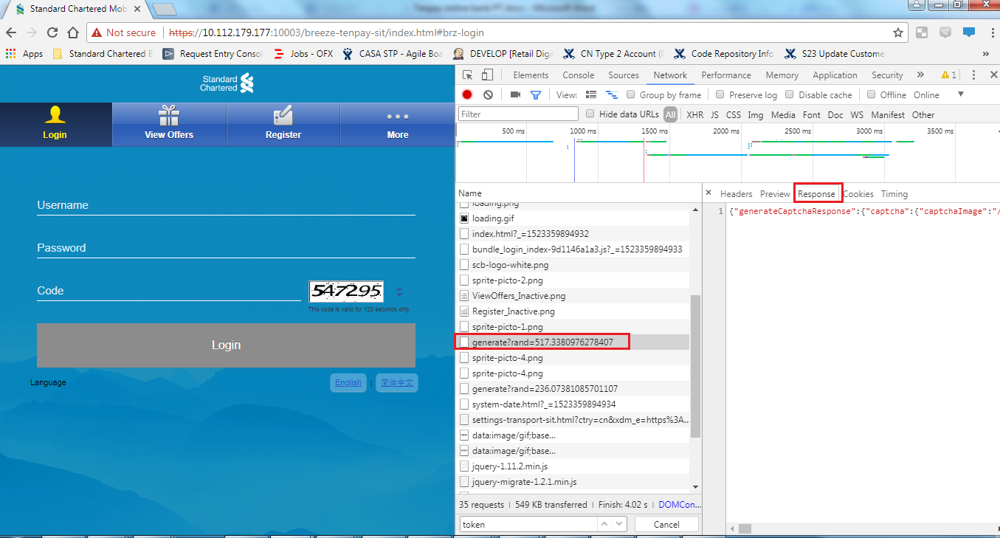 Tenpay online bank PT.docx - Microsoft Word
Standard Chartered Mob
Not secure
https://10.112.179.177:10003/breeze-tenpay-sit/index.html#brz-login
Apps
Standard Chartered B
Request Entry Consol
Jobs - OFX
CASA STP - Agile Boa
DEVELOP [Retail Digi
CN Type 2 Account (C
Code Repository Info
S23 Update Custome
»
Standard
Chartered
Login
View Offers
Register
More
Username
Password
Code
547295
This code is valid for 120 seconds only
Login
Language
English | 简体中文
Elements Console Sources Network Performance Memory Application Security » 1
View: Group by frame Preserve log Disable cache Offline Online
Filter Hide data URLs All XHR JS CSS Img Media Font Doc WS Manifest Other
500 ms 1000 ms 1500 ms 2000 ms 2500 ms 3000 ms 3500 ms
Name
loading.png
loading.gif
index.html?_=1523359894932
bundle_login_index-9d1146a1a3.js?_=1523359894933
scb-logo-white.png
sprite-picto-2.png
ViewOffers_Inactive.png
Register_Inactive.png
sprite-picto-1.png
generate?rand=517.3380976278407
sprite-picto-4.png
sprite-picto-4.png
generate?rand=236.07381085701107
system-date.html?_=1523359894934
settings-transport-sit.html?ctry=cn&xdm_e=https%3A...
data:image/gif;base...
data:image/gif;base...
jquery-1.11.2.min.js
jquery-migrate-1.2.1.min.js
35 requests | 549 KB transferred | Finish: 4.02 s | DOMCon...
token
Cancel
Headers Preview Response Cookies Timing
1 {"generateCaptchaResponse":{"captcha":{"captchaImage":"/